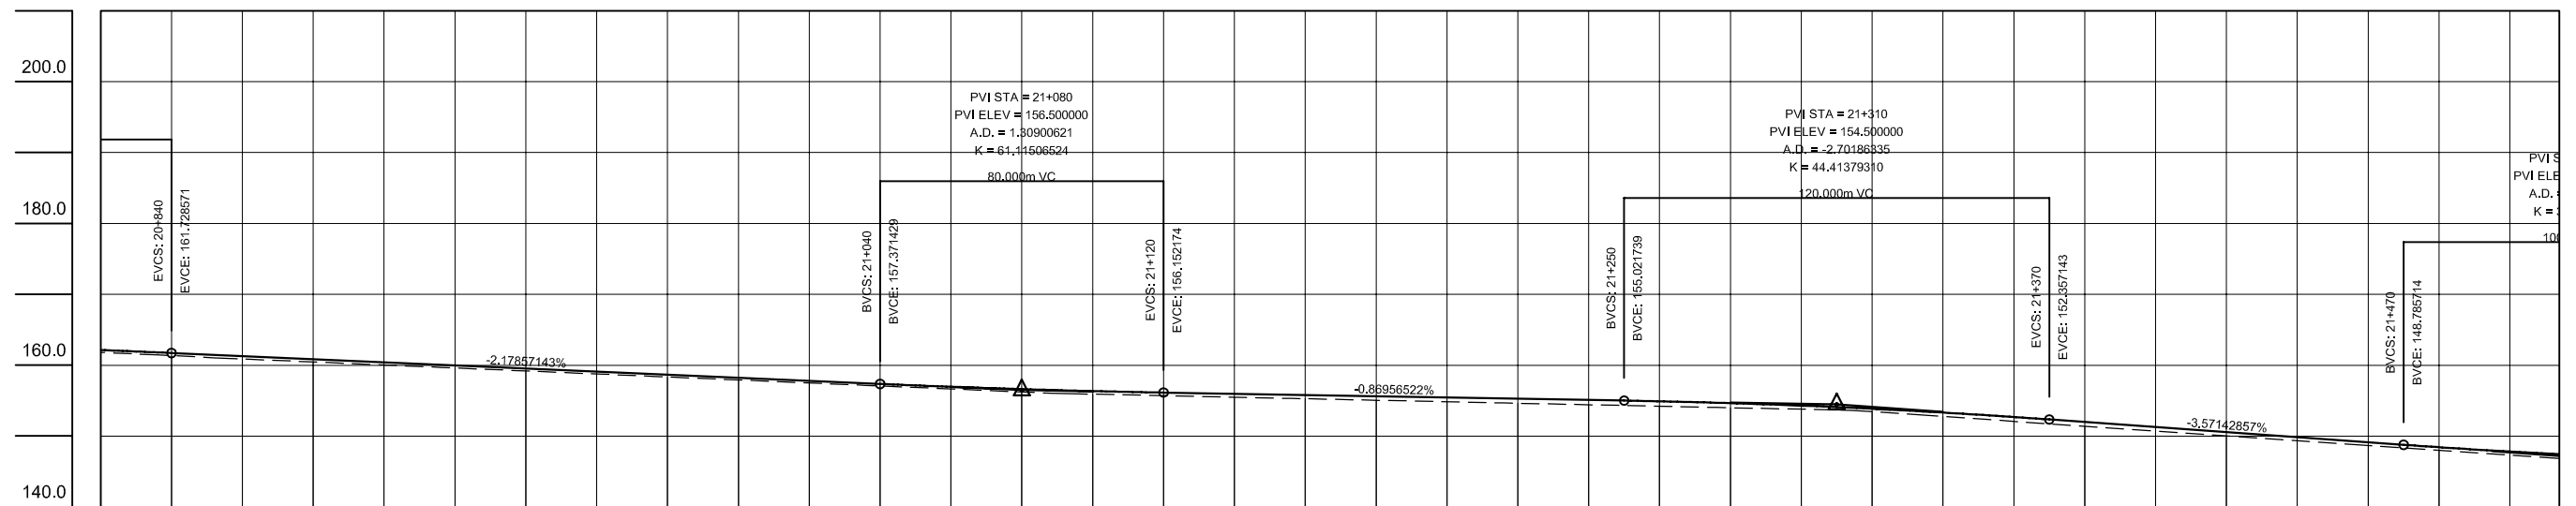 200.0
180.0
160.0
140.0
EVCS: 20+840
EVCE: 161.728571
-2.17857143%
PVI STA = 21+080
PVI ELEV = 156.500000
A.D. = 1.30900621
K = 61.11506524
80.000m VC
BVCS: 21+040
BVCE: 157.371429
EVCS: 21+120
EVCE: 156.152174
-0.86956522%
PVI STA = 21+310
PVI ELEV = 154.500000
A.D. = -2.70186335
K = 44.41379310
120.000m VC
BVCS: 21+250
BVCE: 155.021739
EVCS: 21+370
EVCE: 152.357143
-3.57142857%
BVCS: 21+470
BVCE: 148.785714
PVI
PVI
A.D. =
K =